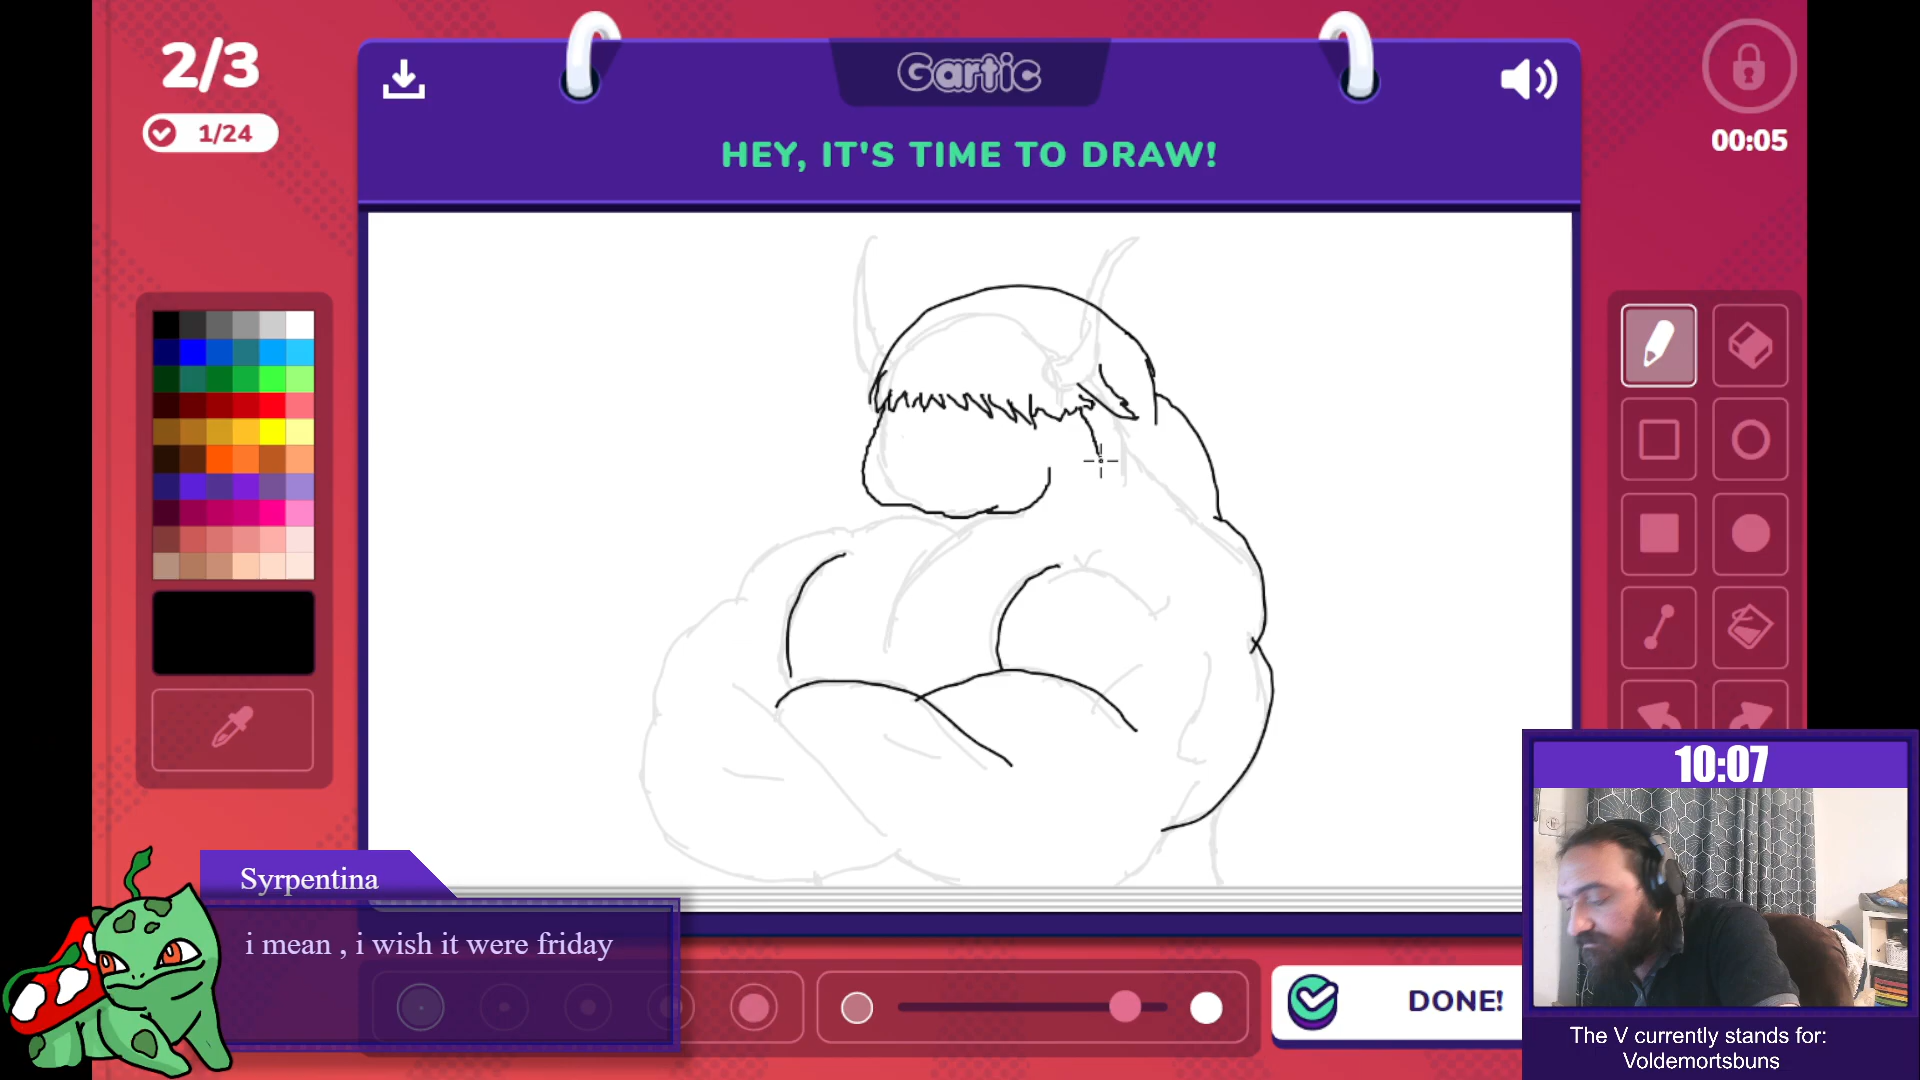 2/3
1/24
Gartic
HEY, IT'S TIME TO DRAW!
00:05
10:07
Syrpentina
i mean , i wish it were friday
DONE!
The V currently stands for:
Voldemortsbuns